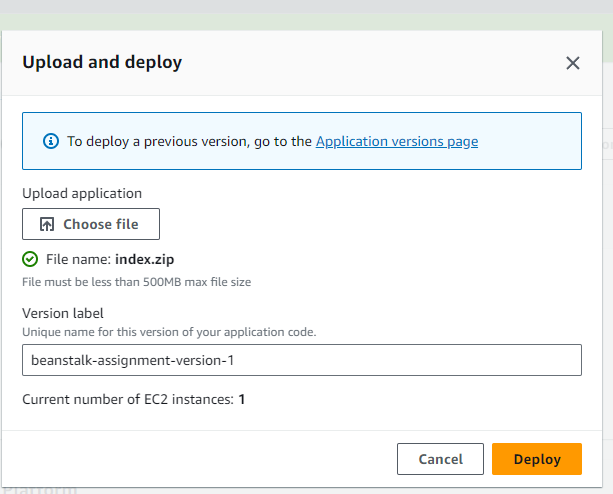 Upload and deploy
To deploy a previous version, go to the Application versions page
Upload application
Choose file
File name: index.zip
File must be less than 500MB max file size
Version label
Unique name for this version of your application code.
beanstalk-assignment-version-1
Current number of EC2 instances: 1
Cancel Deploy
Platform